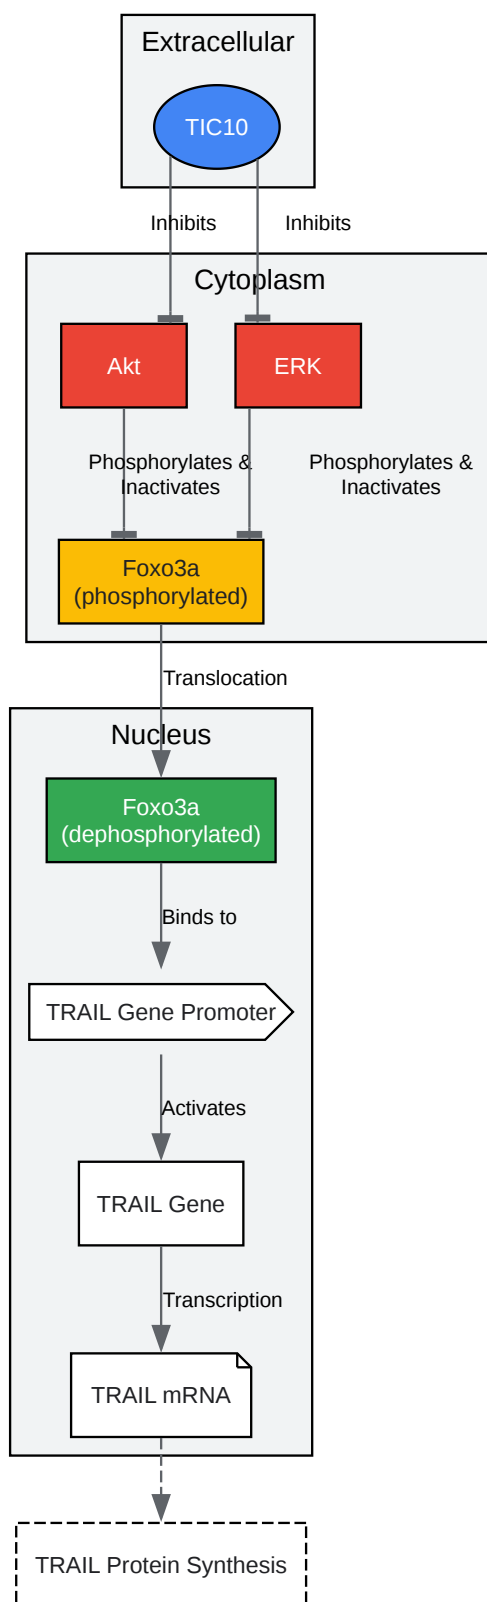 Extracellular
TIC10
Inhibits
Inhibits
Cytoplasm
Akt
ERK
Phosphorylates &
Inactivates
Phosphorylates &
Inactivates
Foxo3a
(phosphorylated)
Translocation
Nucleus
Foxo3a
(dephosphorylated)
Binds to
TRAIL Gene Promoter
Activates
TRAIL Gene
Transcription
TRAIL mRNA
TRAIL Protein Synthesis